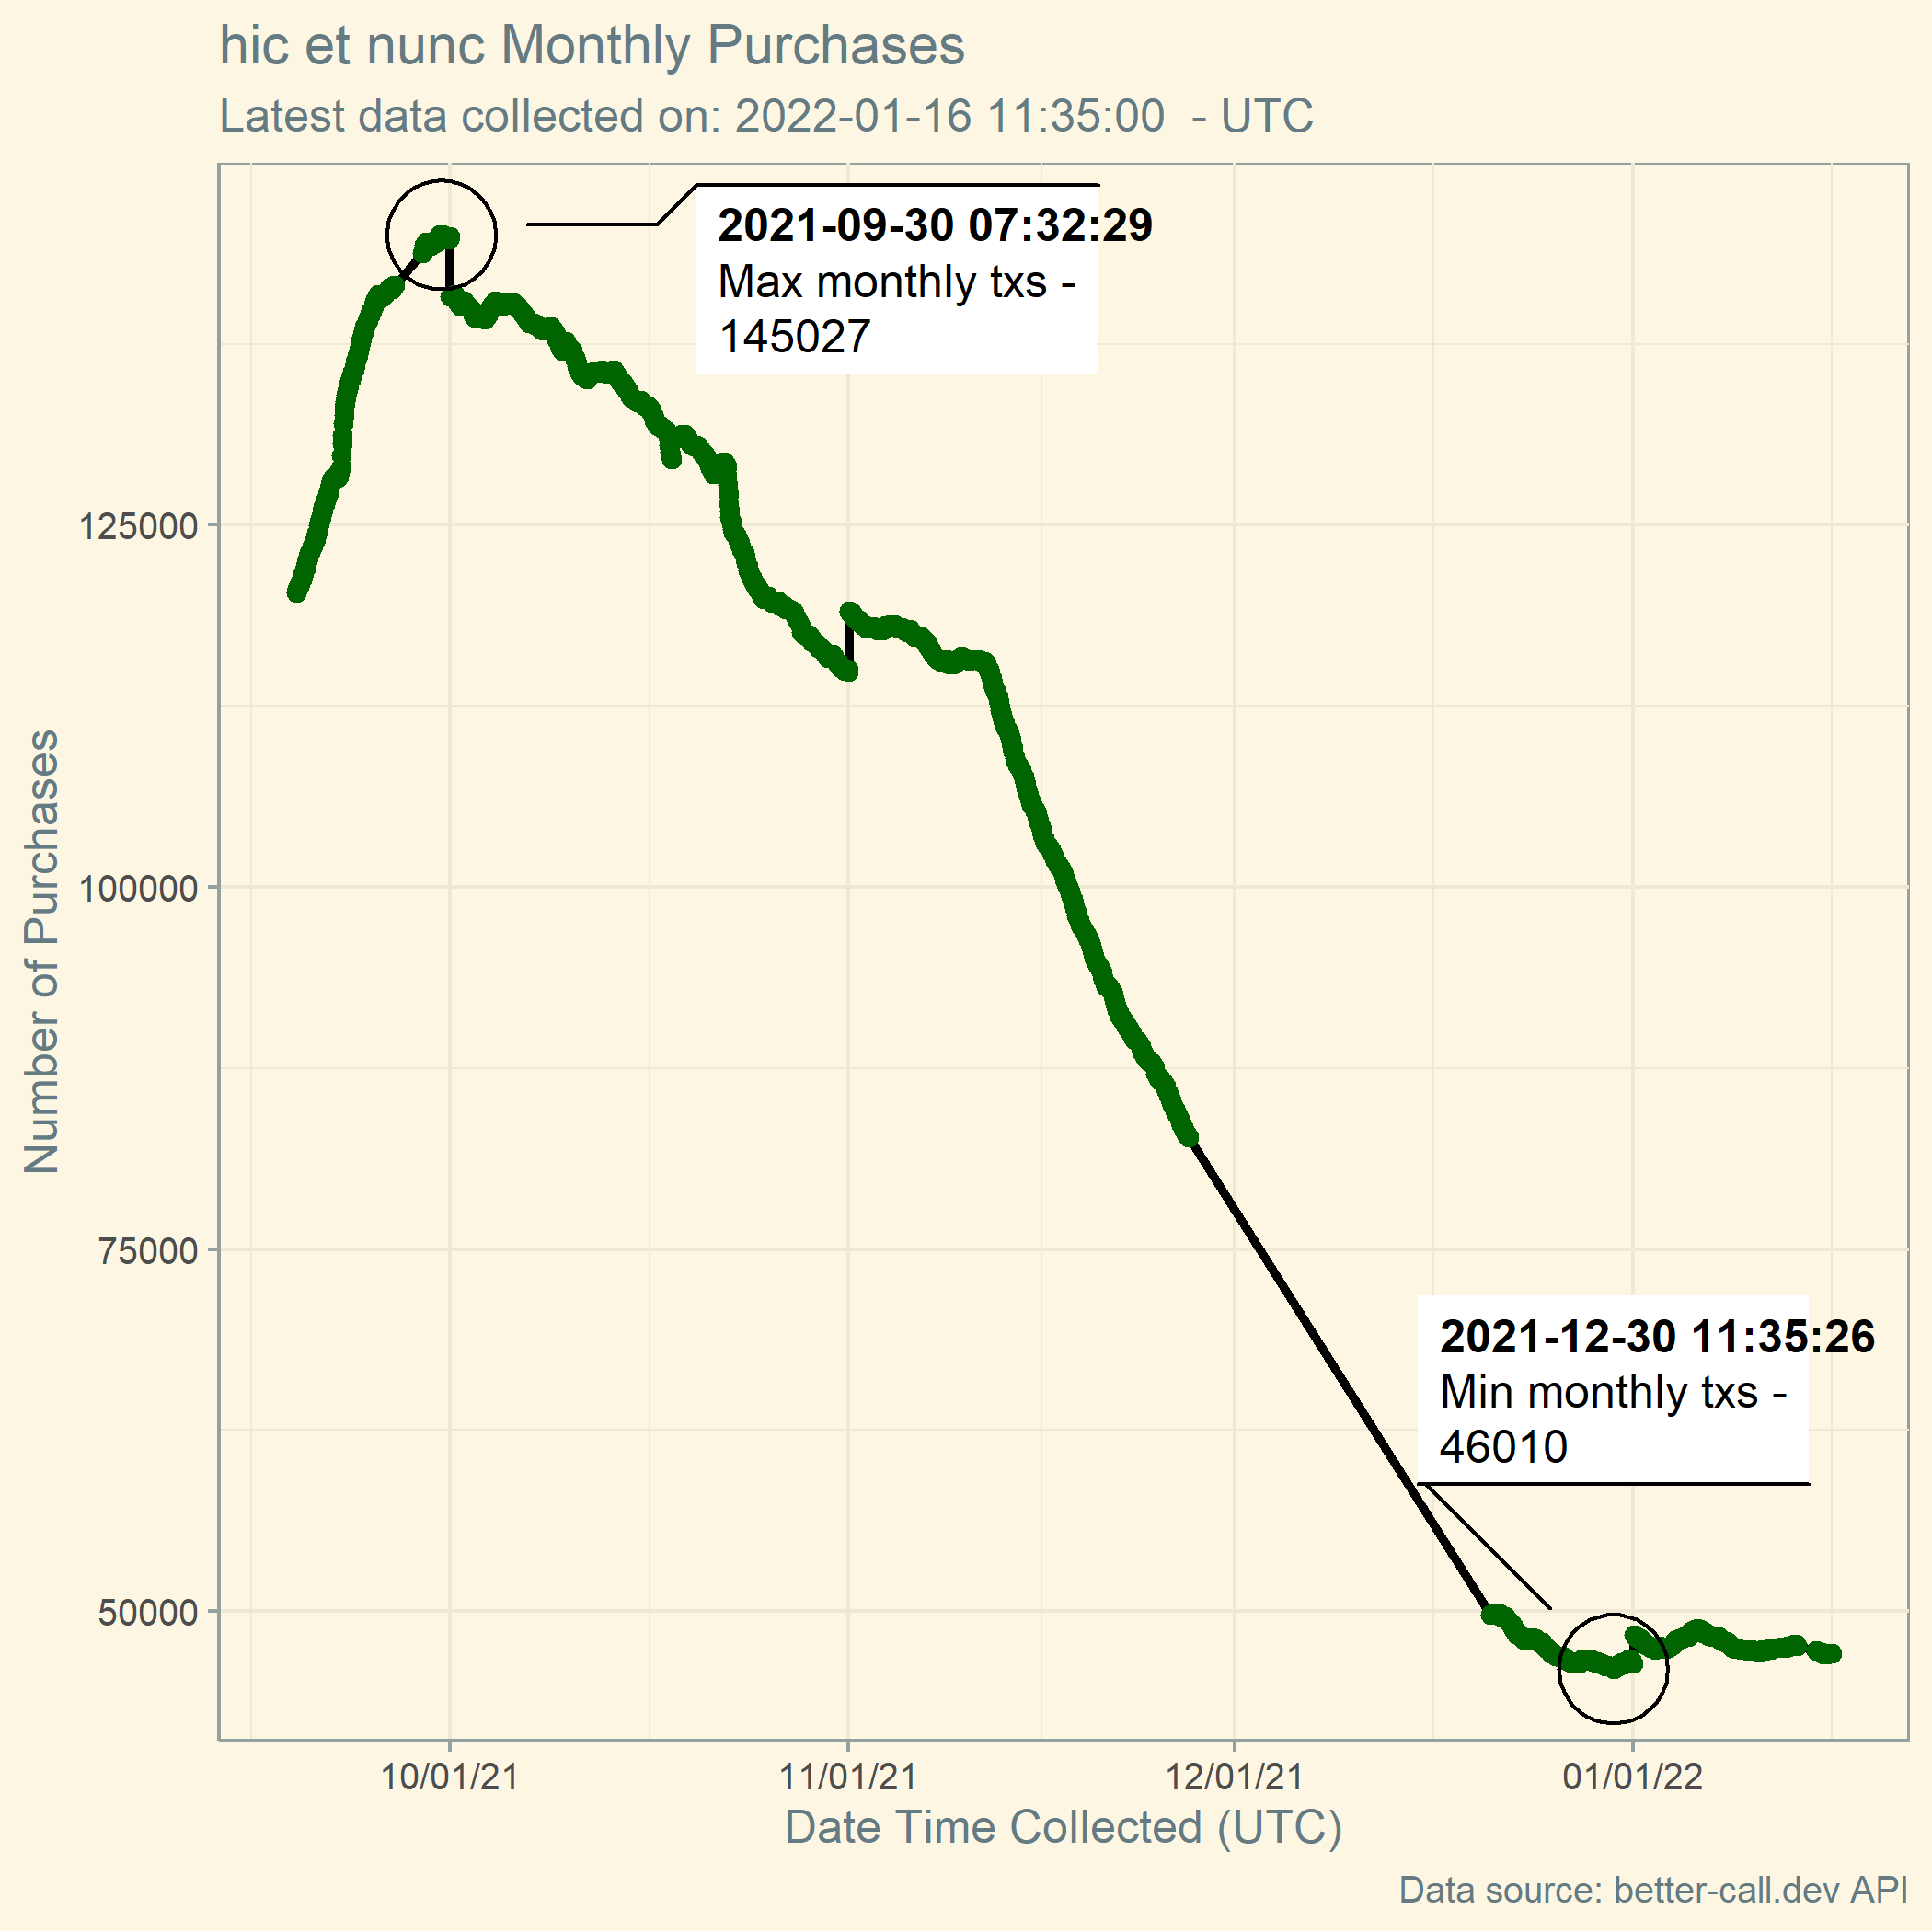 hic et nunc Monthly Purchases
Latest data collected on: 2022-01-16 11:35:00  - UTC
2021-09-30 07:32:29
Max monthly txs -
145027
125000
100000
75000
50000
Number of Purchases
2021-12-30 11:35:26
Min monthly txs -
46010
10/01/21
11/01/21
12/01/21
01/01/22
Date Time Collected (UTC)
Data source: better-call.dev API